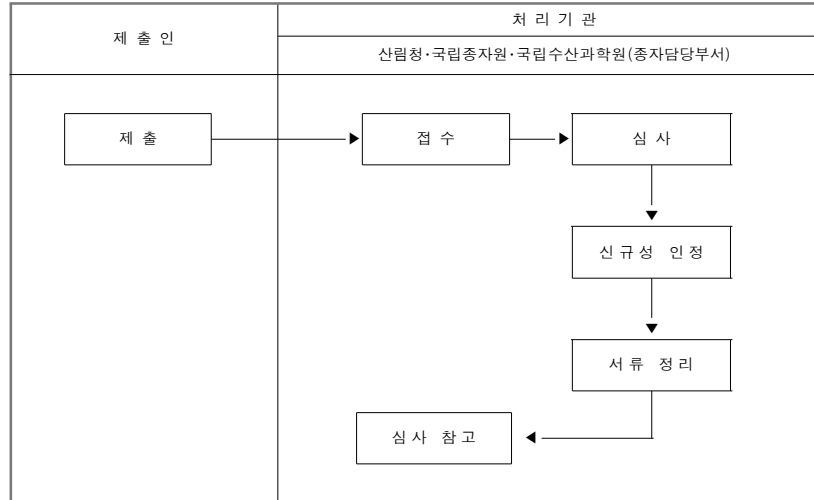 제 출 인
처 리 기 관
산림청·국립종자원·국립수산과학원(종자담당부서)
제 출
접 수
심 사
신규성 인정
서류 정리
심사 참고